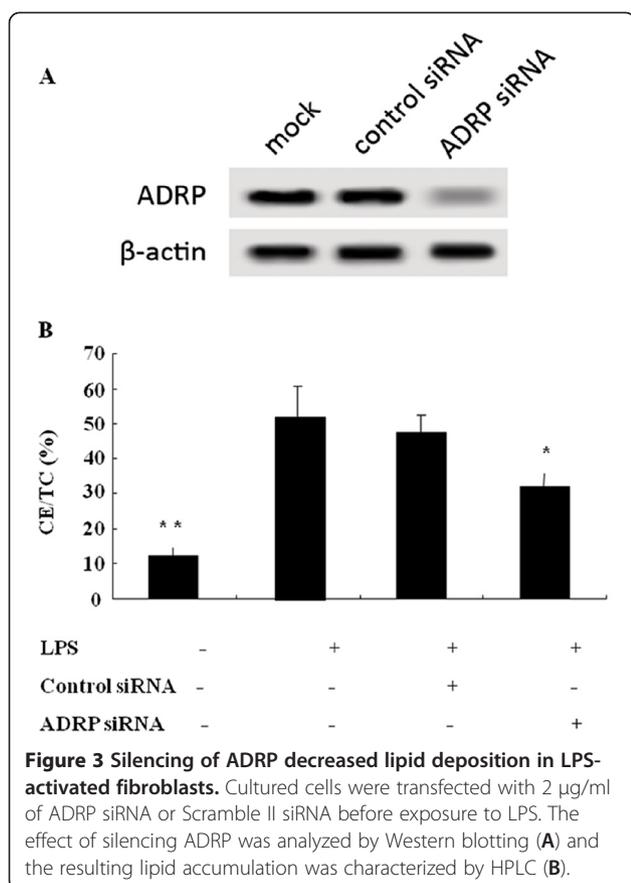 A
mock
control siRNA
ADRP siRNA
ADRP
β-actin
B
CE/TC (%)
70
60
50
40
30
20
10
0
* *
*
LPS - + + +
Control siRNA - - + -
ADRP siRNA - - - +
Figure 3 Silencing of ADRP decreased lipid deposition in LPS-
activated fibroblasts. Cultured cells were transfected with 2 μg/ml
of ADRP siRNA or Scramble II siRNA before exposure to LPS. The
effect of silencing ADRP was analyzed by Western blotting (A) and
the resulting lipid accumulation was characterized by HPLC (B).